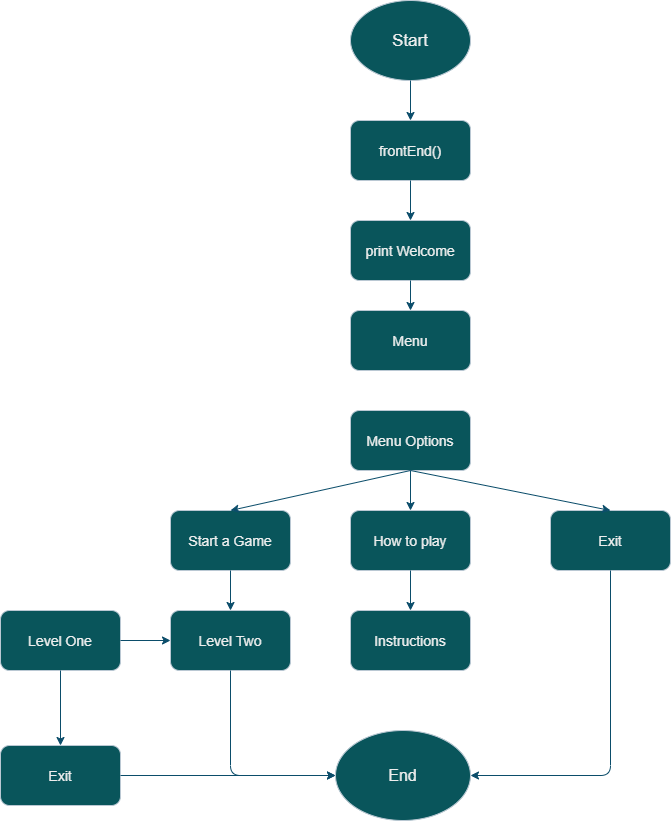 Start
frontEnd()
print Welcome
Menu
Menu Options
Start a Game
How to play
Exit
Level One
Level Two
Instructions
Exit
End